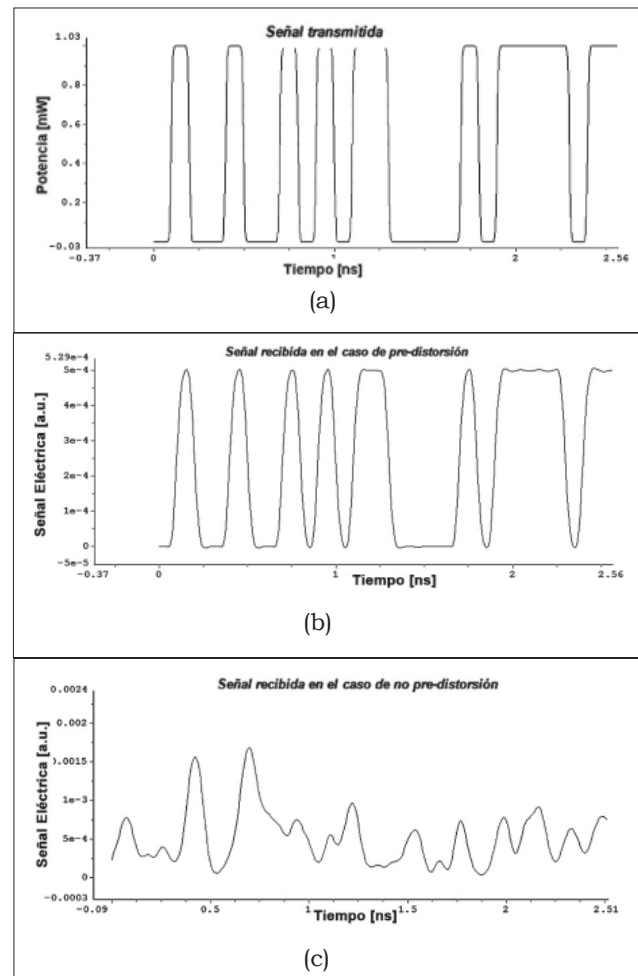 Señal transmitida
1.03
0.8
0.6
0.4
0.2
-0.03
Potencia [mW]
-0.37
0
1
2
2.56
Tiempo [ns]
(a)
Señal recibida en el caso de pre-distorsión
5.29e-4
5e-4
4e-4
2e-4
1e-4
0
-5e-5
Señal Eléctrica [a.u.]
-0.37
0
1
2
2.56
Tiempo [ns]
(b)
Señal recibida en el caso de no pre-distorsión
0.0024
0.002
0.0015
1e-3
5e-4
0
-0.0003
Señal Eléctrica [a.u.]
-0.09
0.5
1
1.5
2
2.51
Tiempo [ns]
(c)